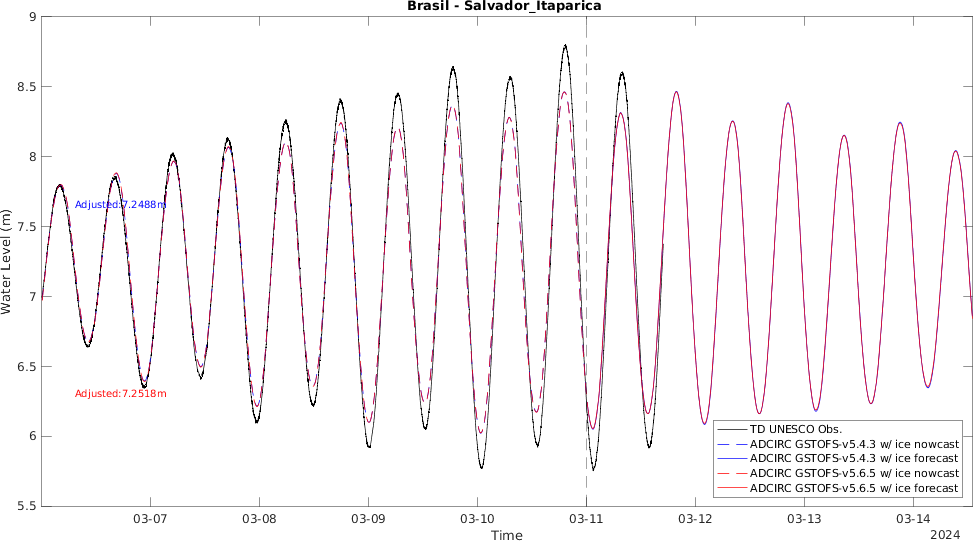 Brasil - Salvador_Itaparica
9
8.5
8
7.5
7
6.5
6
5.5
Water Level (m)
Adjusted:7.2488m
Adjusted:7.2518m
TD UNESCO Obs.
ADCIRC GSTOFS-v5.4.3 w/ ice nowcast
ADCIRC GSTOFS-v5.4.3 w/ ice forecast
ADCIRC GSTOFS-v5.6.5 w/ ice nowcast
ADCIRC GSTOFS-v5.6.5 w/ ice forecast
03-07 03-08 03-09 03-10 03-11 03-12 03-13 03-14
Time
2024